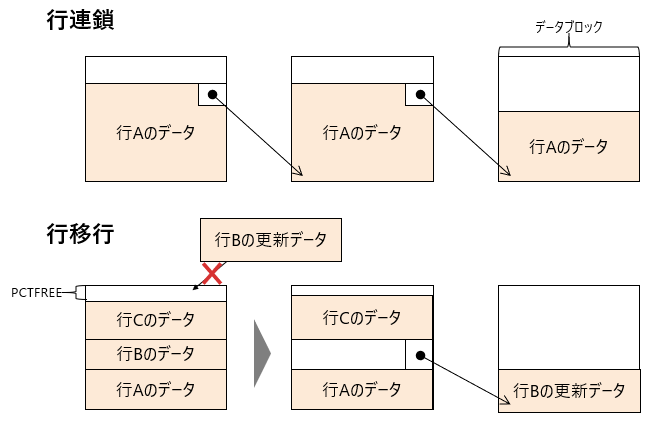 行連鎖
データブロック
行Aのデータ
行Aのデータ
行Aのデータ
行移行
行Bの更新データ
PCTFREE
行Cのデータ
行Bのデータ
行Aのデータ
行Cのデータ
行Aのデータ
行Bの更新データ